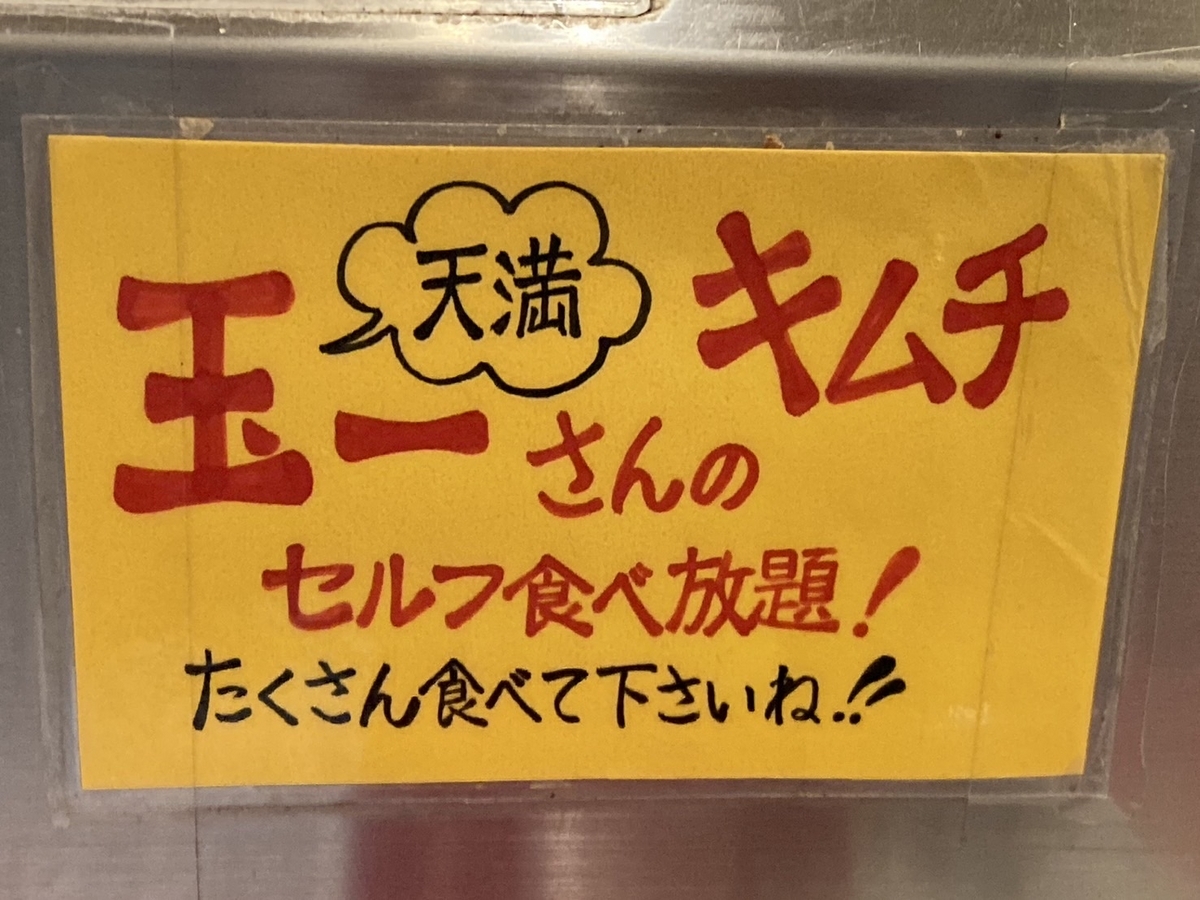 天満
玉一さんのキムチ
セルフ食べ放題!
たくさん食べて下さいね!!